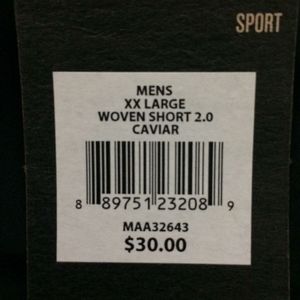 SPORT
MENS
XX LARGE
WOVEN SHORT 2.0
CAVIAR
8 89751 23208 9
MAA32643
$30.00